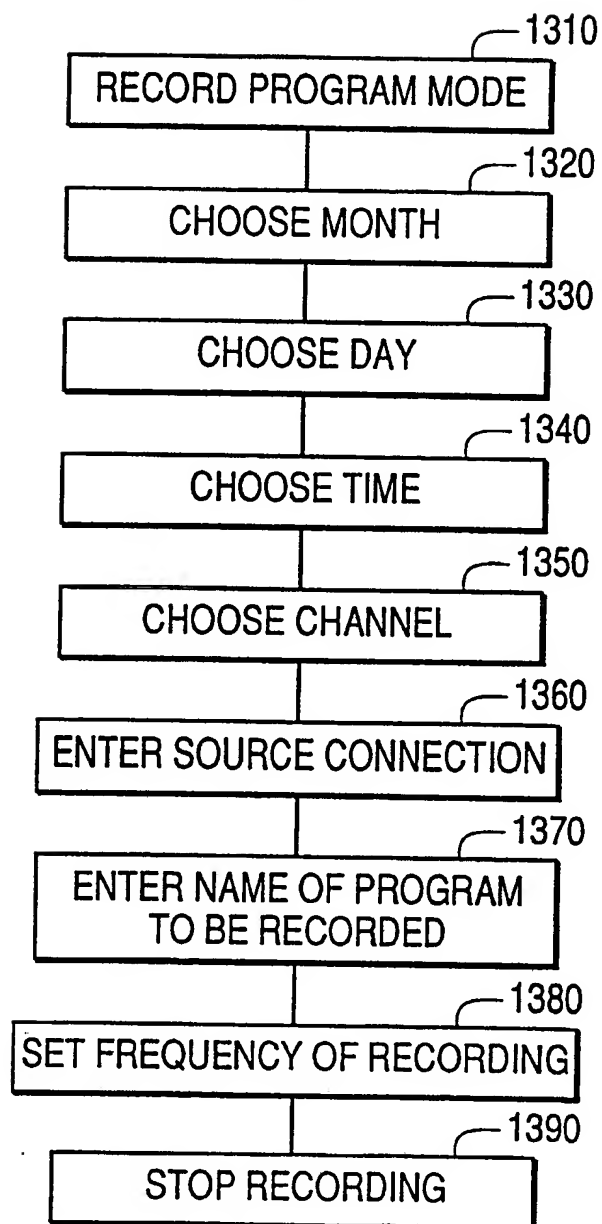 1310
RECORD PROGRAM MODE
1320
CHOOSE MONTH
1330
CHOOSE DAY
1340
CHOOSE TIME
1350
CHOOSE CHANNEL
1360
ENTER SOURCE CONNECTION
1370
ENTER NAME OF PROGRAM
TO BE RECORDED
1380
SET FREQUENCY OF RECORDING
1390
STOP RECORDING